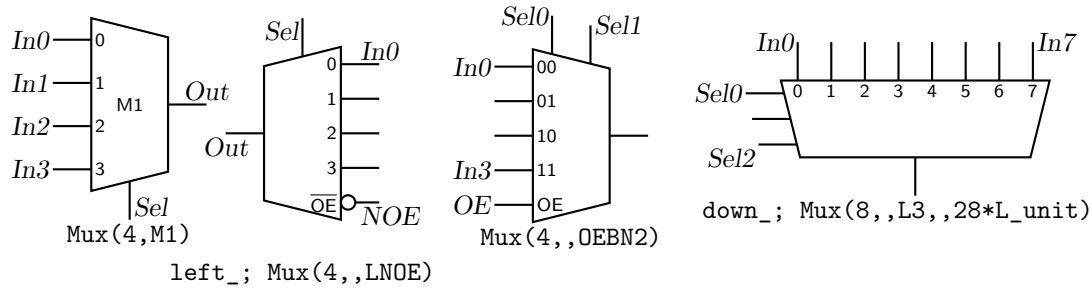 In0
In1
In2
In3
0
1
2
3
M1
Out
Sel
Mux(4,M1)
Sel
In0
0
1
2
3
OE
Out
NOE
left_; Mux(4,,LNOE)
Sel0
Sel1
In0
00
01
10
In3
11
OE
OE
Mux(4,,OEBN2)
In0
In7
Sel0
0 1 2 3 4 5 6 7
Sel2
down_; Mux(8,,L3,,28*L_unit)